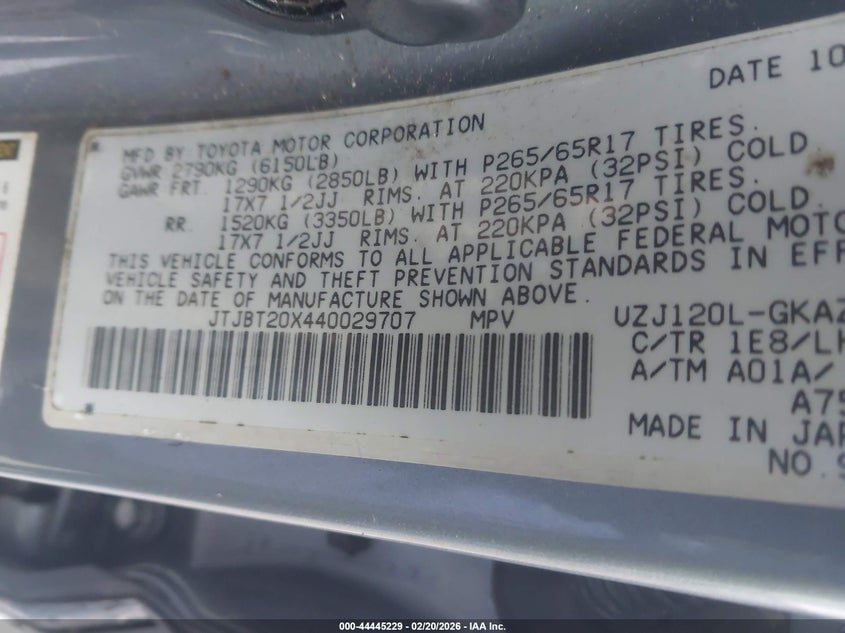 DATE 10
MFD BY TOYOTA MOTOR CORPORATION
GVWR 2790KG (6150LB)
GAWR FRT. 1290KG (2850LB) WITH P265/65R17 TIRES.
17X7 1/2JJ RIMS. AT 220KPA (32PSI) COLD
RR. 1520KG (3350LB) WITH P265/65R17 TIRES.
17X7 1/2JJ RIMS. AT 220KPA (32PSI) COLD.
THIS VEHICLE CONFORMS TO ALL APPLICABLE FEDERAL MOTO
VEHICLE SAFETY AND THEFT PREVENTION STANDARDS IN EFF
ON THE DATE OF MANUFACTURE SHOWN ABOVE.
JTJBT20X440029707 MPV UZJ120L-GKAZ
C/TR 1E8/LH
A/TM A01A/
A75
MADE IN JAP
NO.
000-44445229 - 02/20/2026 - IAA Inc.